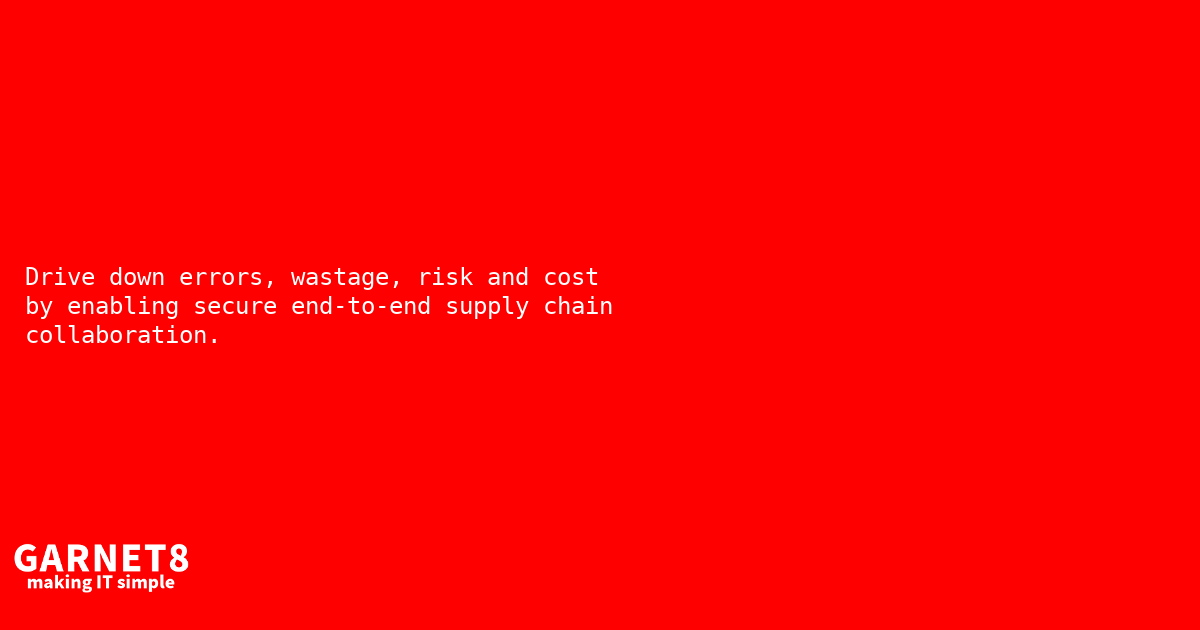 Drive down errors, wastage, risk and cost
by enabling secure end-to-end supply chain
collaboration.
GARNET8
making IT simple